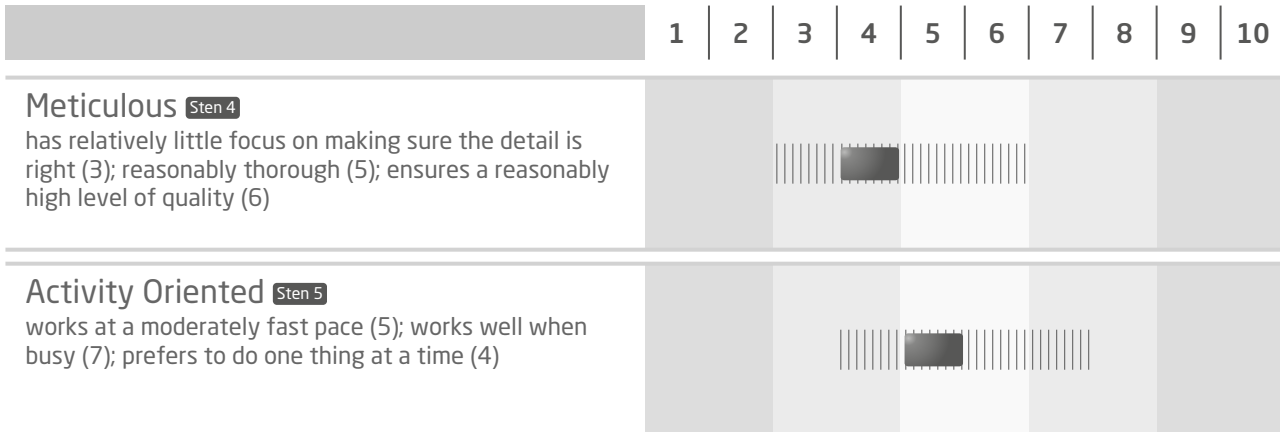 1 2 3 4 5 6 7 8 9 10
Meticulous Sten 4
has relatively little focus on making sure the detail is
right (3); reasonably thorough (5); ensures a reasonably
high level of quality (6)
Activity Oriented Sten 5
works at a moderately fast pace (5); works well when
busy (7); prefers to do one thing at a time (4)